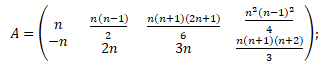 A = ( n   n(n−1)/2   n(n+1)(2n+1)/6   n²(n−1)²/4
−n   2n   3n   n(n+1)(n+2)/3 );